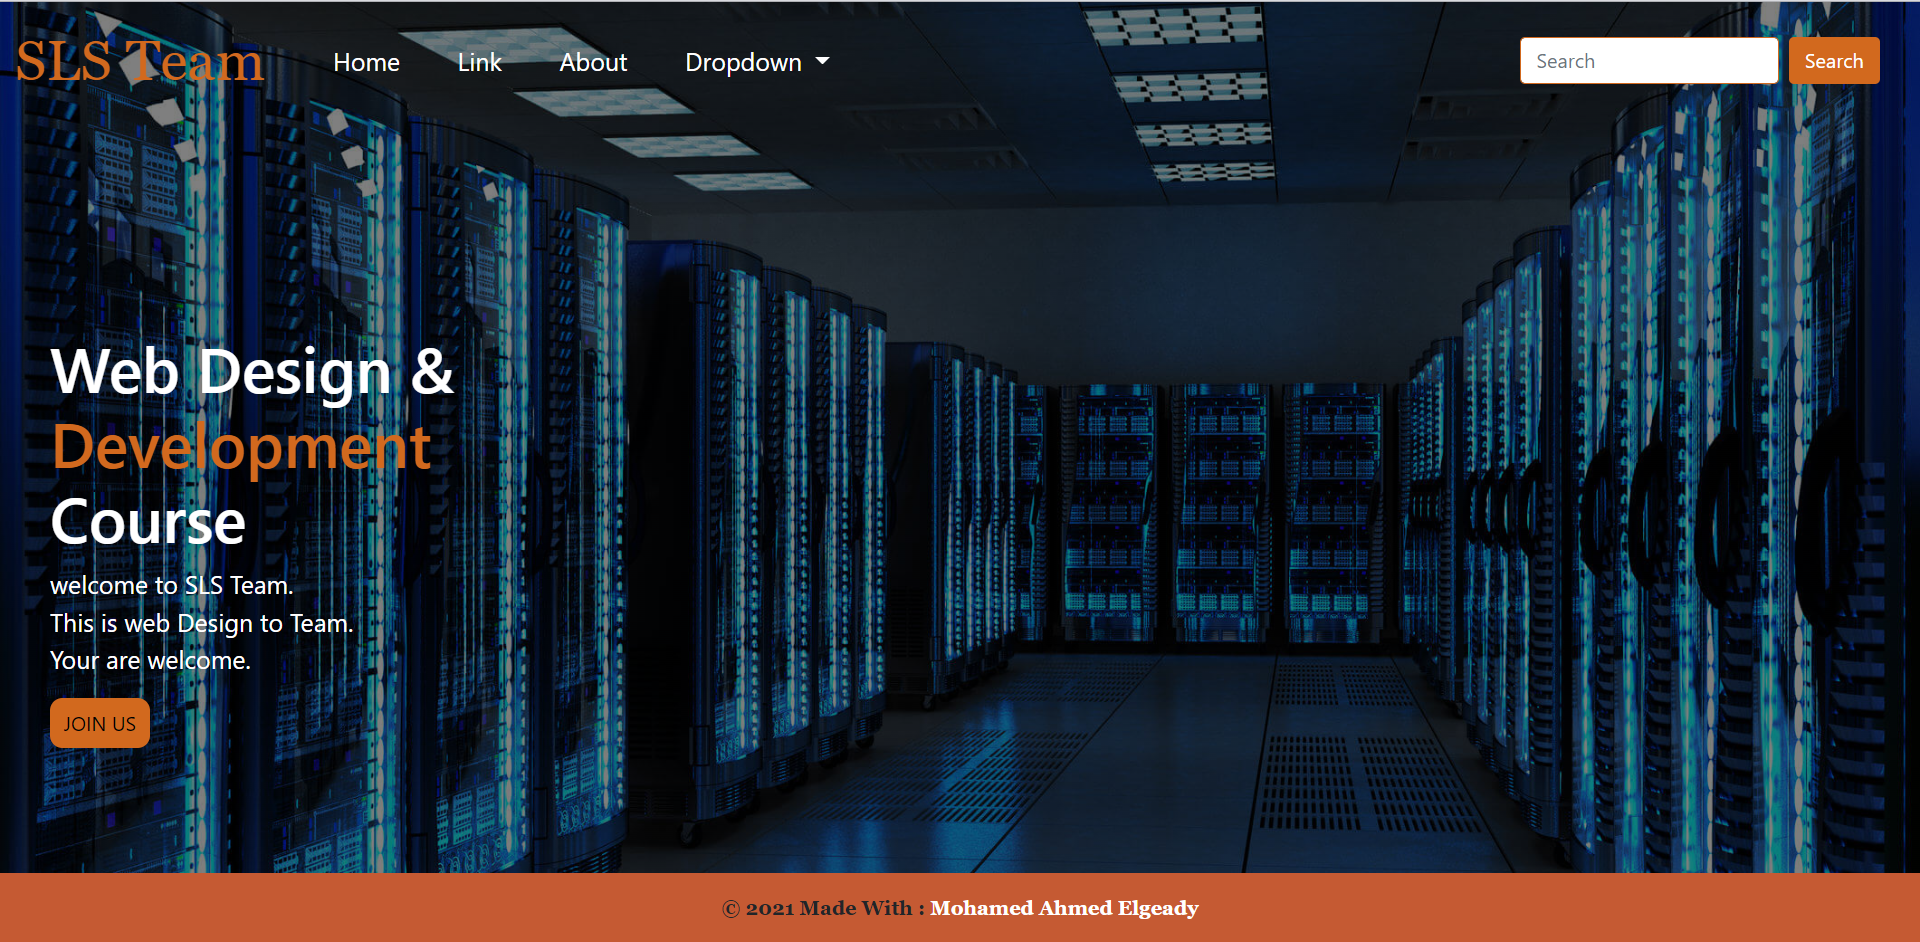 SLS Team
Home
Link
About
Dropdown
Search
Search
Web Design &
Development
Course
welcome to SLS Team.
This is web Design to Team.
Your are welcome.
JOIN US
© 2021 Made With : Mohamed Ahmed Elgeady